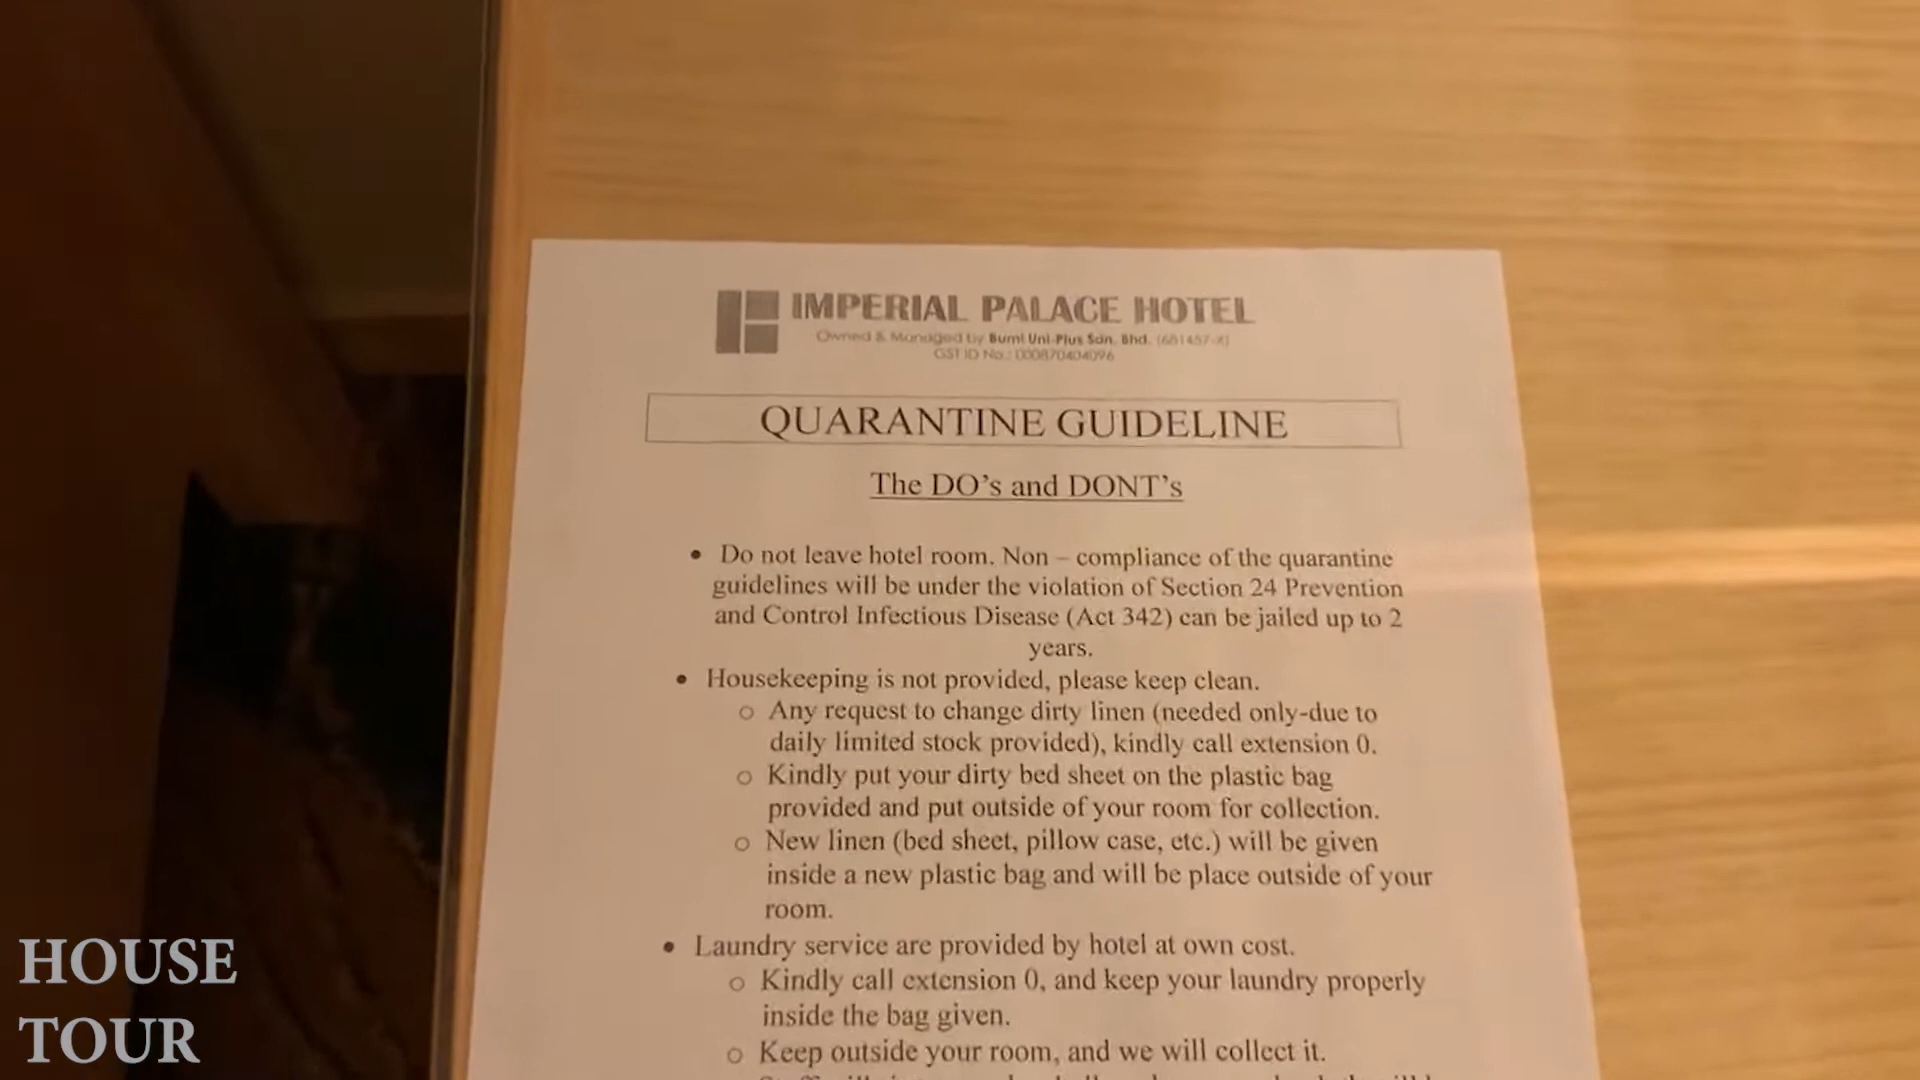 IMPERIAL PALACE HOTEL
Owned & Managed by Bumi Uni-Plus Sdn. Bhd. (681457-X)
GST ID No.: 000870404096
QUARANTINE GUIDELINE
The DO's and DONT's
• Do not leave hotel room. Non – compliance of the quarantine
guidelines will be under the violation of Section 24 Prevention
and Control Infectious Disease (Act 342) can be jailed up to 2
years.
• Housekeeping is not provided, please keep clean.
o Any request to change dirty linen (needed only-due to
daily limited stock provided), kindly call extension 0.
o Kindly put your dirty bed sheet on the plastic bag
provided and put outside of your room for collection.
o New linen (bed sheet, pillow case, etc.) will be given
inside a new plastic bag and will be place outside of your
room.
• Laundry service are provided by hotel at own cost.
o Kindly call extension 0, and keep your laundry properly
inside the bag given.
o Keep outside your room, and we will collect it.
HOUSE
TOUR